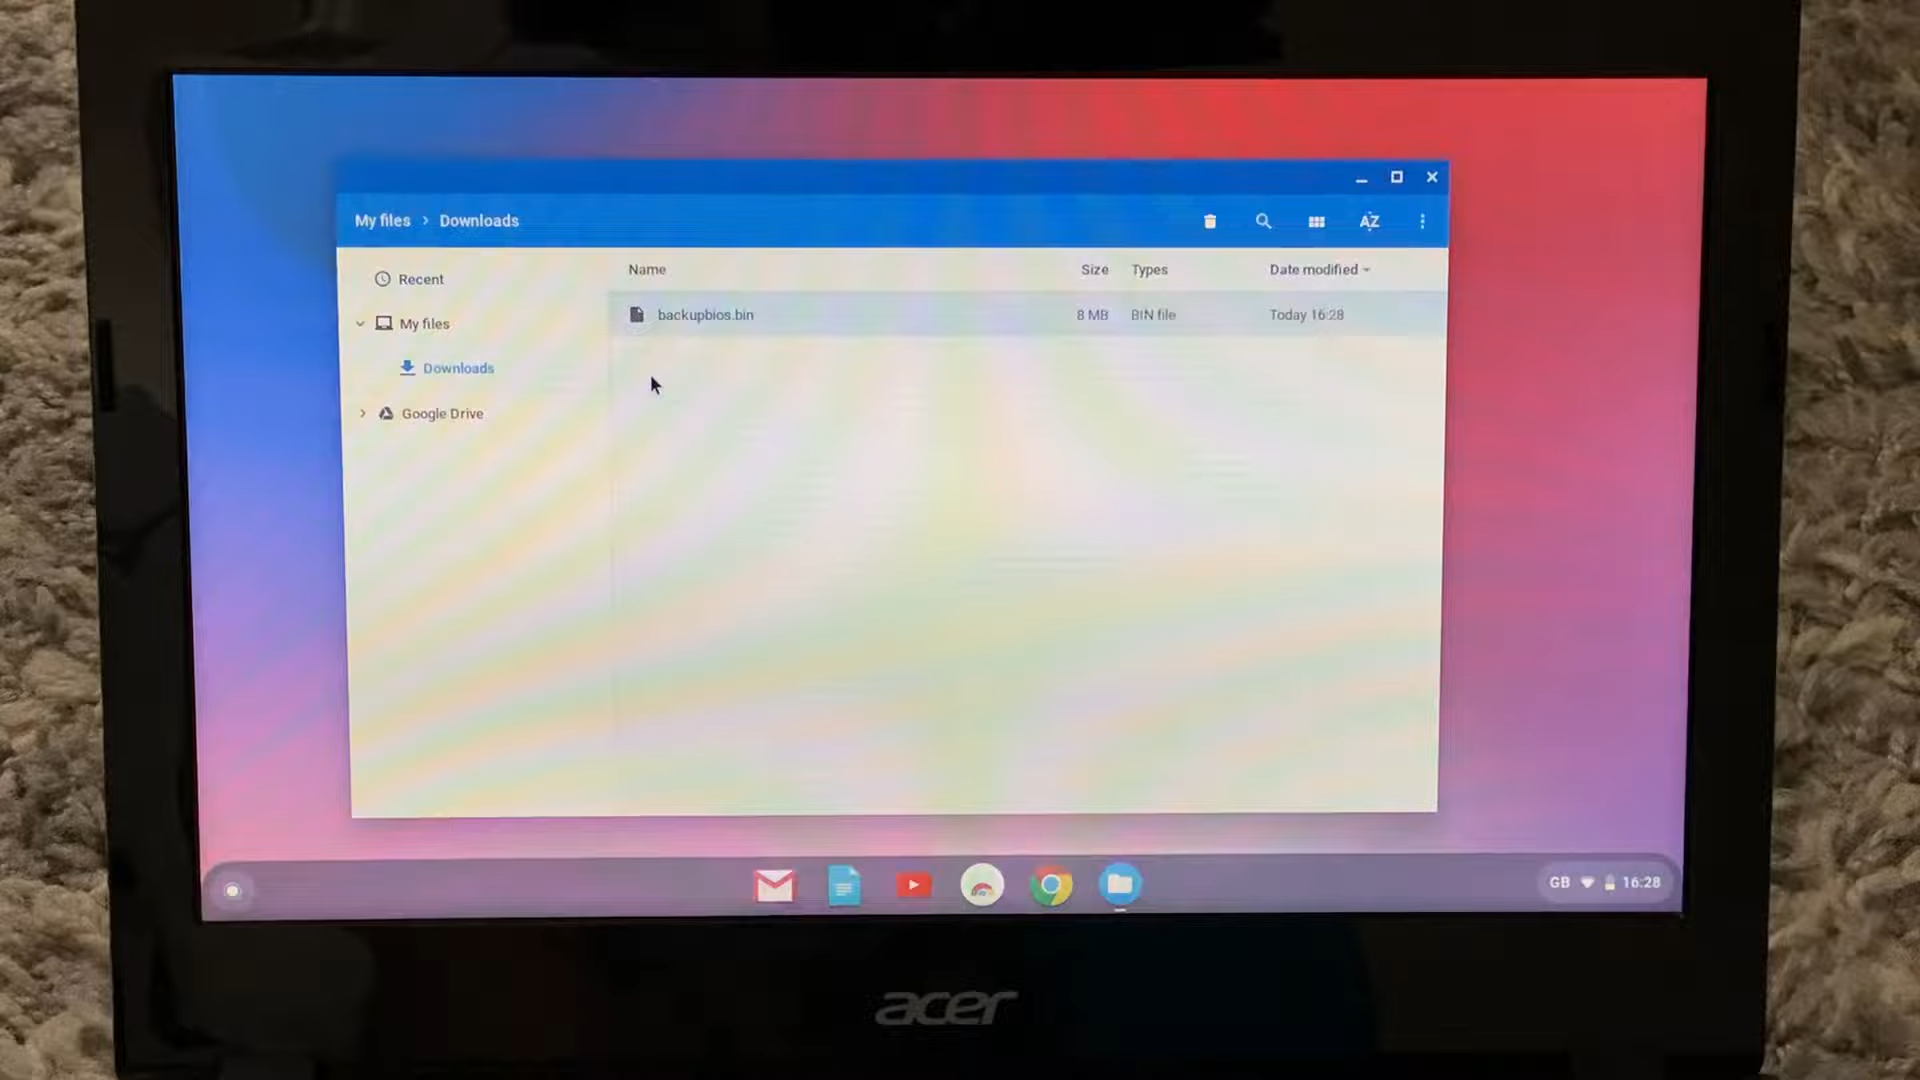 My files > Downloads
AZ
Recent
My files
Downloads
Google Drive
Name Size Types Date modified
backupbios.bin 8 MB BIN file Today 16:28
GB 16:28
acer